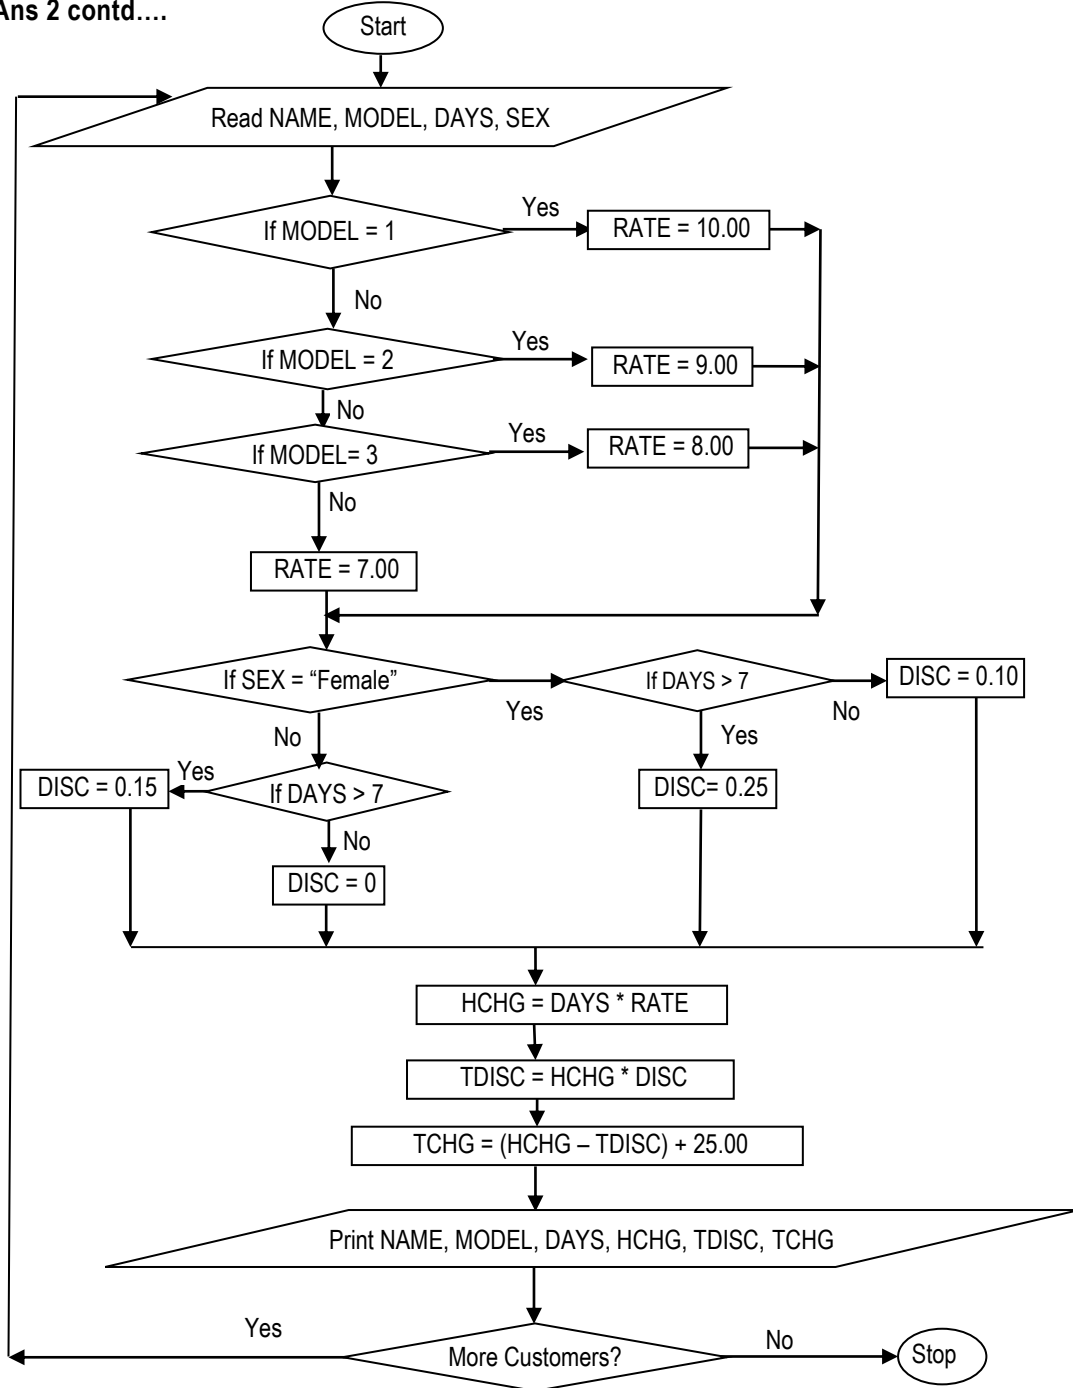 Ans 2 contd....
Start
Read NAME, MODEL, DAYS, SEX
If MODEL = 1
Yes
RATE = 10.00
No
If MODEL = 2
Yes
RATE = 9.00
No
If MODEL= 3
Yes
RATE = 8.00
No
RATE = 7.00
If SEX = “Female”
Yes
If DAYS > 7
No
DISC = 0.10
No
Yes
DISC = 0.15
Yes
If DAYS > 7
DISC= 0.25
No
DISC = 0
HCHG = DAYS * RATE
TDISC = HCHG * DISC
TCHG = (HCHG – TDISC) + 25.00
Print NAME, MODEL, DAYS, HCHG, TDISC, TCHG
Yes
More Customers?
No
Stop